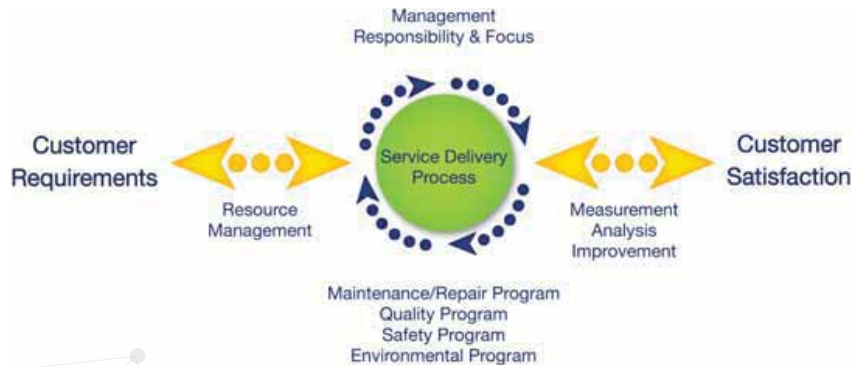 Management
Responsibility & Focus
Customer
Requirements
Service Delivery
Process
Customer
Satisfaction
Resource
Management
Measurement
Analysis
Improvement
Maintenance/Repair Program
Quality Program
Safety Program
Environmental Program